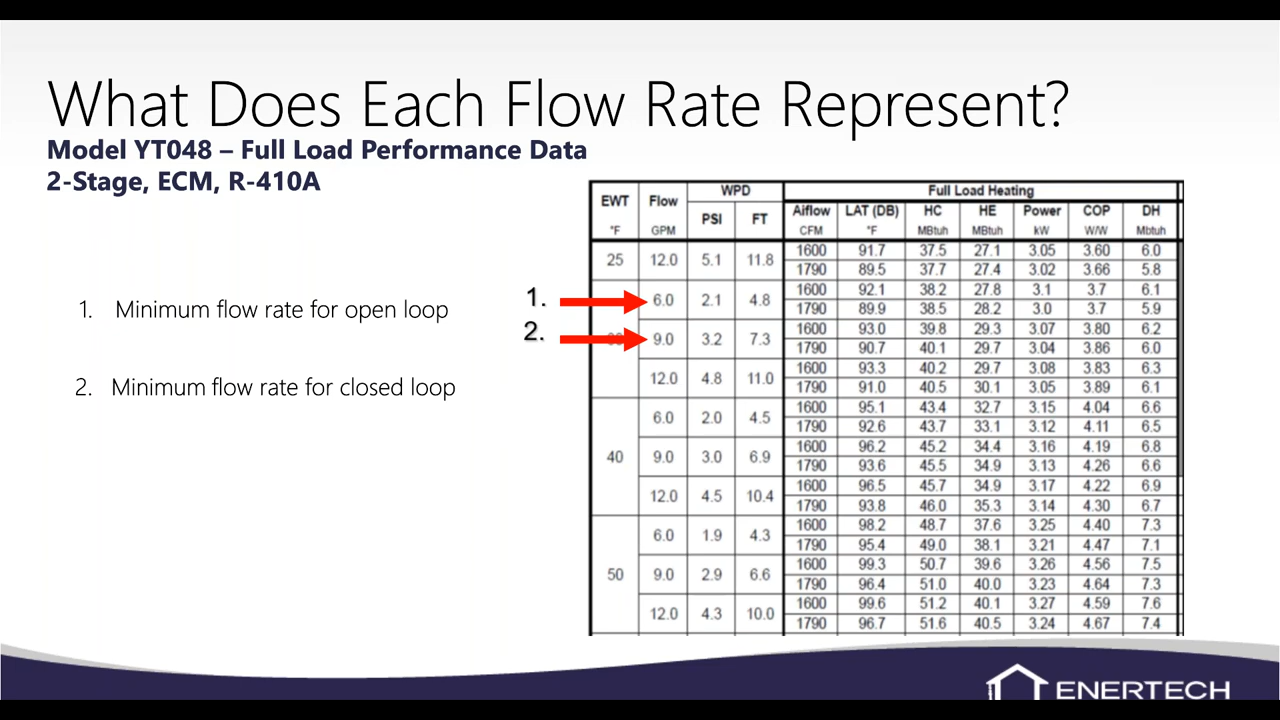 What Does Each Flow Rate Represent?
Model YT048 – Full Load Performance Data
2-Stage, ECM, R-410A
1. Minimum flow rate for open loop
2. Minimum flow rate for closed loop
1.
2.
EWT Flow WPD Full Load Heating
PSI FT Aiflow LAT (DB) HC HE Power COP DH
°F GPM CFM °F MBtuh MBtuh kW W/W Mbtuh
25 12.0 5.1 11.8 1600 91.7 37.5 27.1 3.05 3.60 6.0
1790 89.5 37.7 27.4 3.02 3.66 5.8
6.0 2.1 4.8 1600 92.1 38.2 27.8 3.1 3.7 6.1
1790 89.9 38.5 28.2 3.0 3.7 5.9
9.0 3.2 7.3 1600 93.0 39.8 29.3 3.07 3.80 6.2
1790 90.7 40.1 29.7 3.04 3.86 6.0
12.0 4.8 11.0 1600 93.3 40.2 29.7 3.08 3.83 6.3
1790 91.0 40.5 30.1 3.05 3.89 6.1
40 6.0 2.0 4.5 1600 95.1 43.4 32.7 3.15 4.04 6.6
1790 92.6 43.7 33.1 3.12 4.11 6.5
9.0 3.0 6.9 1600 96.2 45.2 34.4 3.16 4.19 6.8
1790 93.6 45.5 34.9 3.13 4.26 6.6
12.0 4.5 10.4 1600 96.5 45.7 34.9 3.17 4.22 6.9
1790 93.8 46.0 35.3 3.14 4.30 6.7
50 6.0 1.9 4.3 1600 98.2 48.7 37.6 3.25 4.40 7.3
1790 95.4 49.0 38.1 3.21 4.47 7.1
9.0 2.9 6.6 1600 99.3 50.7 39.6 3.26 4.56 7.5
1790 96.4 51.0 40.0 3.23 4.64 7.3
12.0 4.3 10.0 1600 99.6 51.2 40.1 3.27 4.59 7.6
1790 96.7 51.6 40.5 3.24 4.67 7.4
ENERTECH